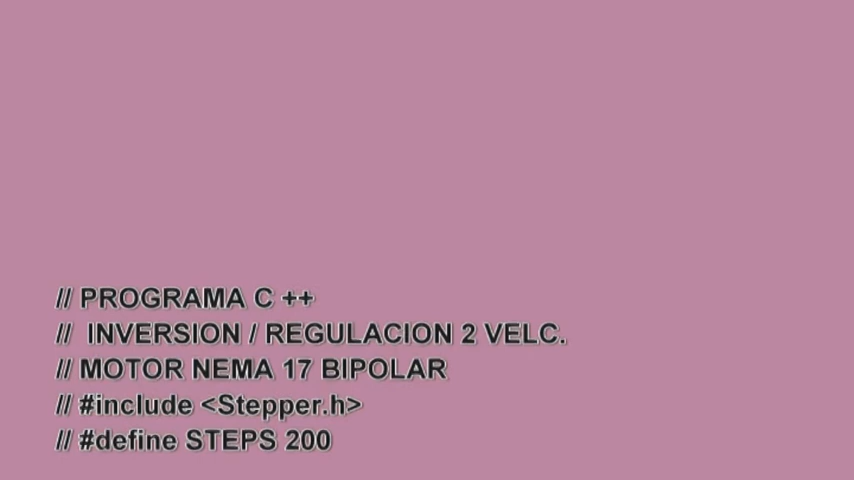 // PROGRAMA C ++
// INVERSION / REGULACION 2 VELC.
// MOTOR NEMA 17 BIPOLAR
// #include <Stepper.h>
// #define STEPS 200